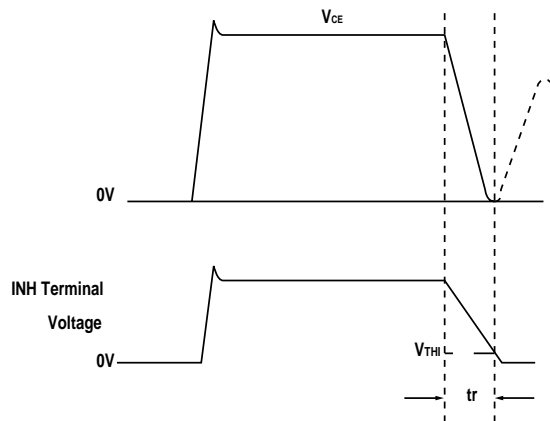 VCE
0V
INH Terminal
Voltage
VTHI
0V
tr